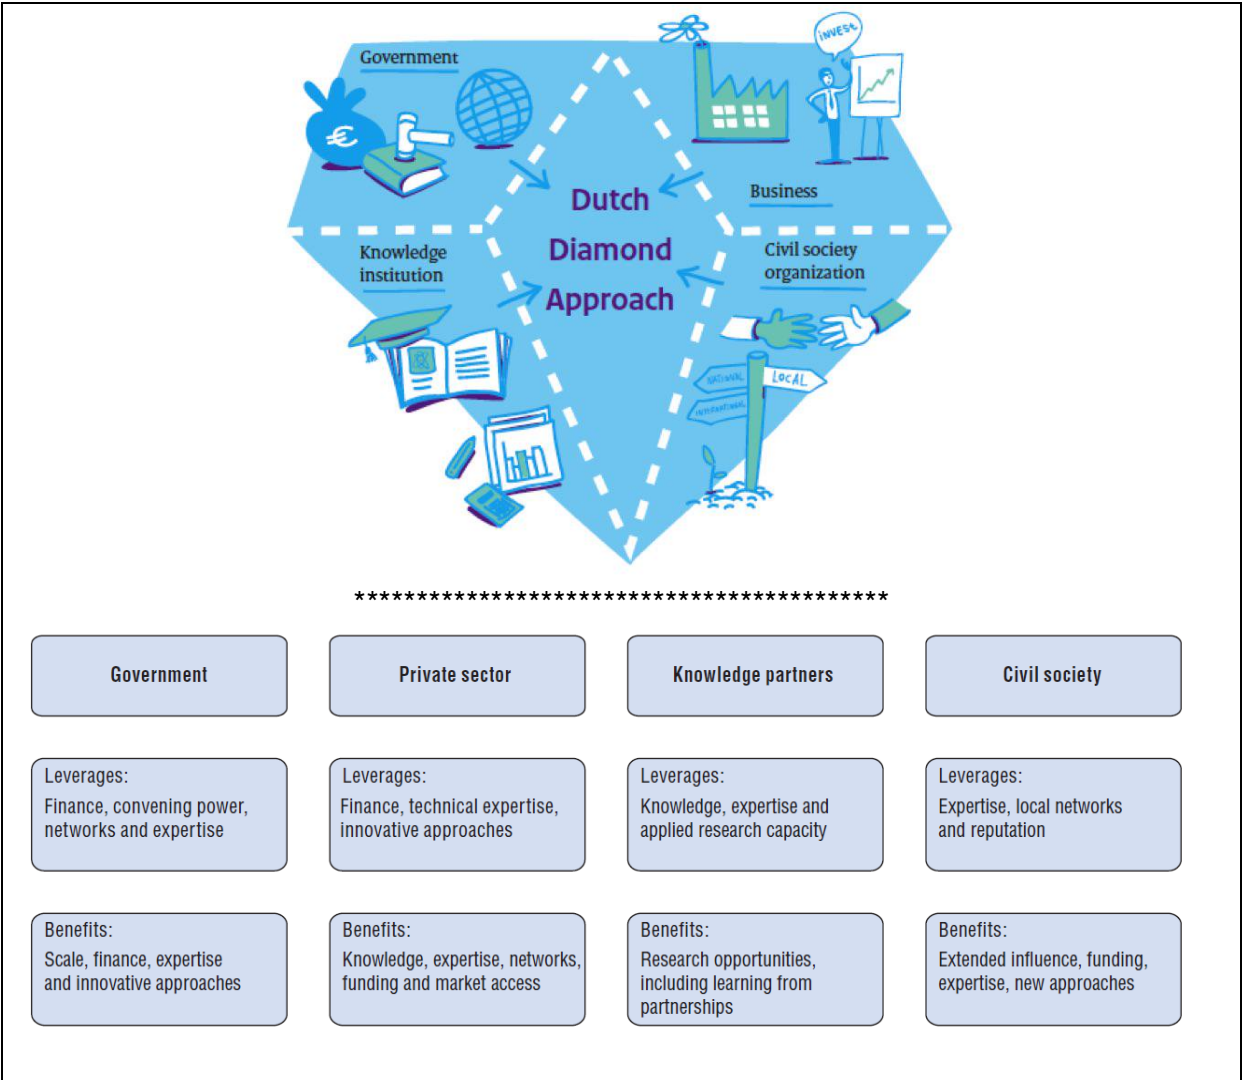 Government
€
INVEST
Business
Dutch
Diamond
Approach
Knowledge
institution
Civil society
organization
NATIONAL
LOCAL
INTERNATIONAL
*******************************************
Government
Private sector
Knowledge partners
Civil society
Leverages:
Finance, convening power,
networks and expertise
Leverages:
Finance, technical expertise,
innovative approaches
Leverages:
Knowledge, expertise and
applied research capacity
Leverages:
Expertise, local networks
and reputation
Benefits:
Scale, finance, expertise
and innovative approaches
Benefits:
Knowledge, expertise, networks,
funding and market access
Benefits:
Research opportunities,
including learning from
partnerships
Benefits:
Extended influence, funding,
expertise, new approaches